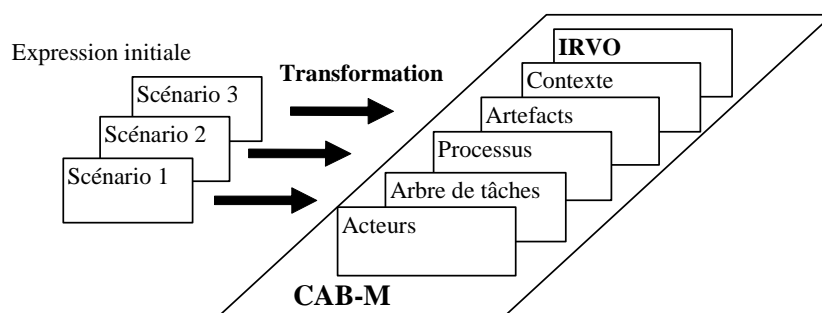 Expression initiale
Scénario 3
Scénario 2
Scénario 1
Transformation
IRVO
Contexte
Artefacts
Processus
Arbre de tâches
Acteurs
CAB-M